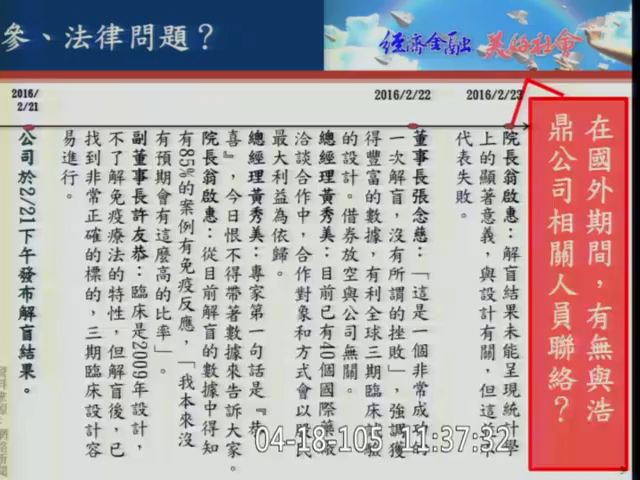 參、法律問題？
經濟金融 美好社會
2016/2/23
2016/2/22
2016/
2/21
在國外期間，有無與浩
鼎公司相關人員聯絡？
院長翁啟惠：解盲結果未能呈現統計學
上的顯著意義，與設計有關，但這 不
代表失敗。
董事長張念慈：「這是一個非常成功的
一次解盲，沒有所謂的挫敗」，強調獲
得豐富的數據，有利全球三期臨床試驗
的設計。借券放空與公司無關。
總經理黃秀美：目前已有40個國際藥廠
洽談合作中，合作對象和方式會以 民
最大利益為依歸。
總經理黃秀美：專家第一句話是『恭
喜』，今日恨不得帶著數據來告訴大家。
院長翁啟惠：從目前解盲的數據中得知
有85%的案例有免疫反應，「我本來沒
有預期會有這麼高的比率」。
副董事長許友恭：臨床是2009年設計，
不了解免疫療法的特性，但解盲後，已
找到非常正確的標的，三期臨床設計容
易進行。
公司於2/21下午發布解盲結果。
04-18-105 11:37:32